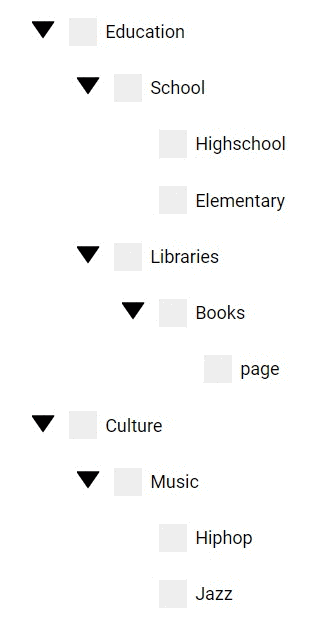 Education
School
Highschool
Elementary
Libraries
Books
page
Culture
Music
Hiphop
Jazz